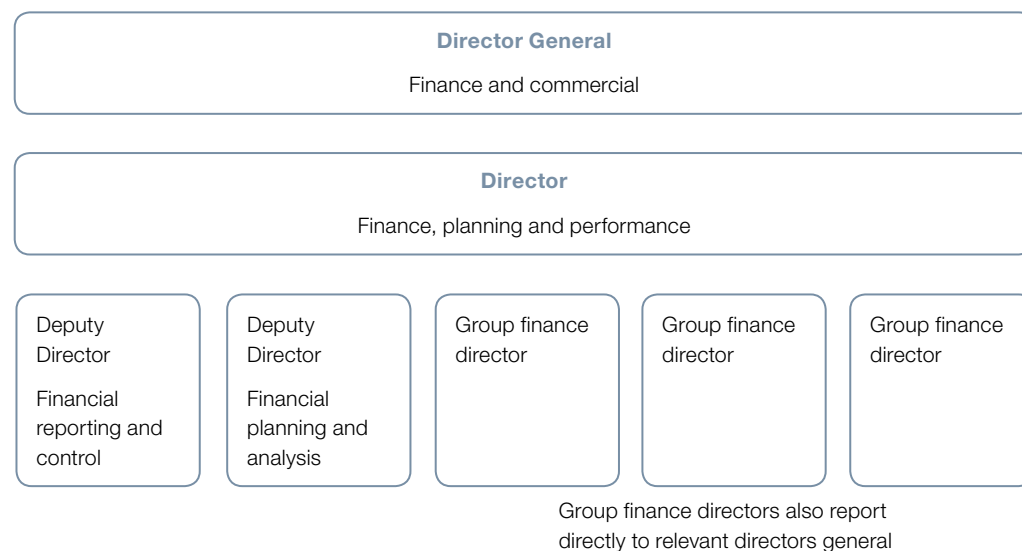 Director General
Finance and commercial
Director
Finance, planning and performance
Deputy
Director
Financial
reporting and
control
Deputy
Director
Financial
planning and
analysis
Group finance
director
Group finance
director
Group finance
director
Group finance directors also report
directly to relevant directors general